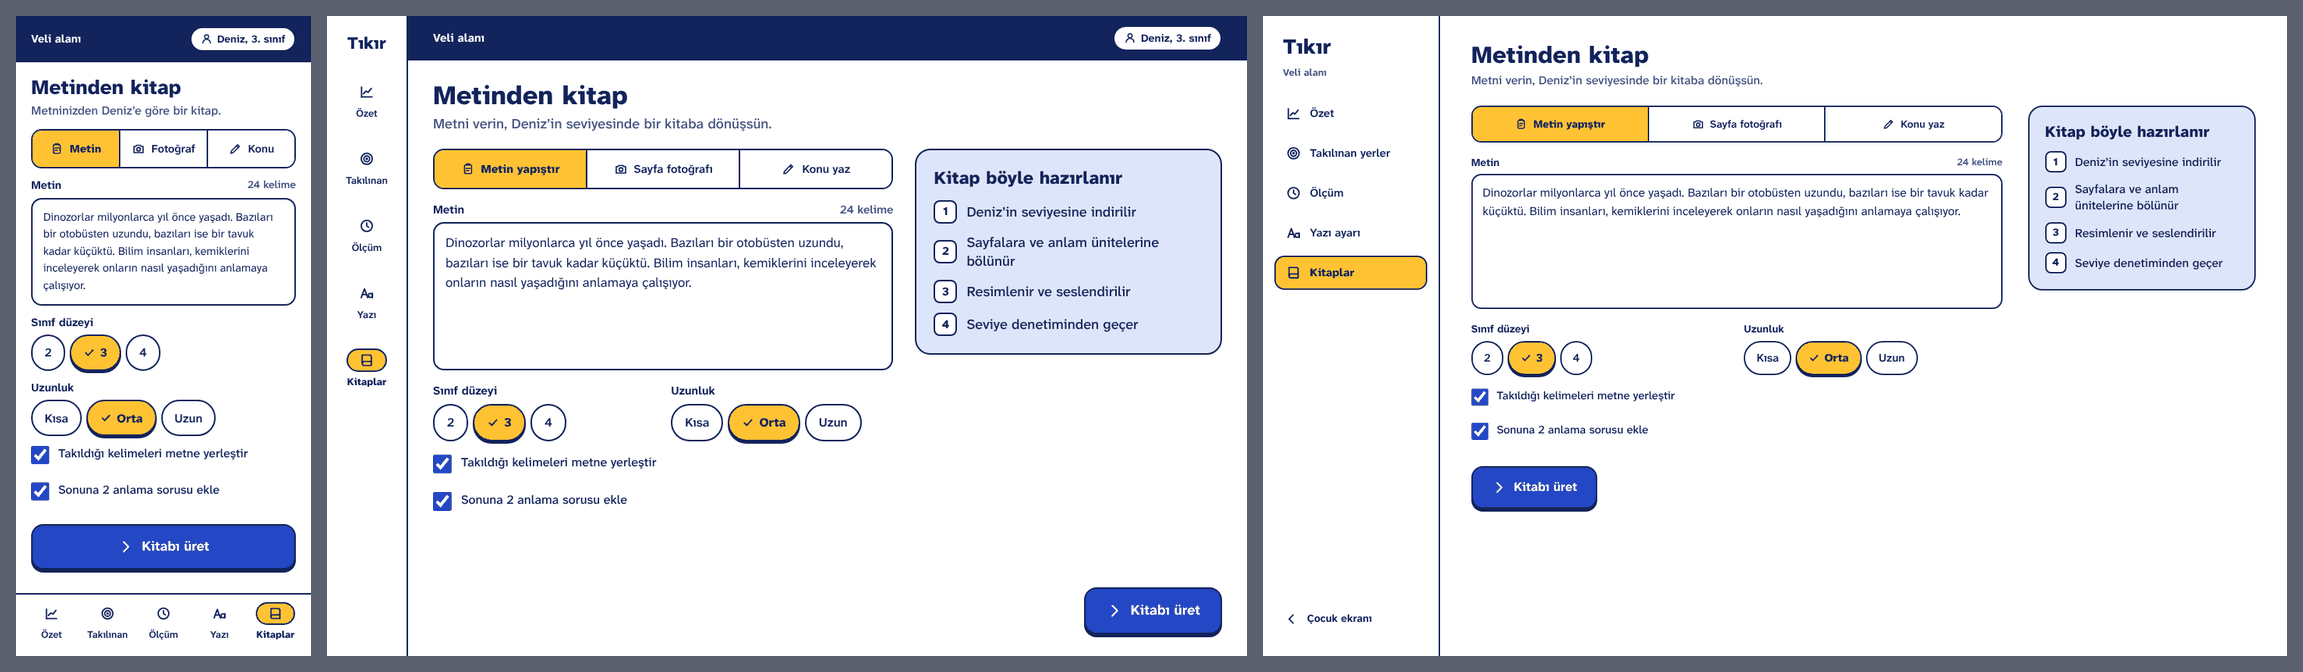 Veli alanı
Deniz, 3. sınıf
Metinden kitap
Metninizden Deniz'e göre bir kitap.
Metin
Fotoğraf
Konu
Metin
24 kelime
Dinozorlar milyonlarca yıl önce yaşadı. Bazıları
bir otobüsten uzundu, bazıları ise bir tavuk
kadar küçüktü. Bilim insanları, kemiklerini
inceleyerek onların nasıl yaşadığını anlamaya
çalışıyor.
Sınıf düzeyi
2
3
4
Uzunluk
Kısa
Orta
Uzun
Takıldığı kelimeleri metne yerleştir
Sonuna 2 anlama sorusu ekle
Kitabı üret
Özet
Takılınan
Ölçüm
Yazı
Kitaplar
Tıkır
Özet
Takılınan
Ölçüm
Yazı
Kitaplar
Veli alanı
Deniz, 3. sınıf
Metinden kitap
Metni verin, Deniz'in seviyesinde bir kitaba dönüşsün.
Metin yapıştır
Sayfa fotoğrafı
Konu yaz
Metin
24 kelime
Dinozorlar milyonlarca yıl önce yaşadı. Bazıları bir otobüsten uzundu,
bazıları ise bir tavuk kadar küçüktü. Bilim insanları, kemiklerini inceleyerek
onların nasıl yaşadığını anlamaya çalışıyor.
Sınıf düzeyi
2
3
4
Uzunluk
Kısa
Orta
Uzun
Takıldığı kelimeleri metne yerleştir
Sonuna 2 anlama sorusu ekle
Kitap böyle hazırlanır
1 Deniz'in seviyesine indirilir
2 Sayfalara ve anlam ünitelerine
bölünür
3 Resimlenir ve seslendirilir
4 Seviye denetiminden geçer
Kitabı üret
Tıkır
Veli alanı
Özet
Takılınan yerler
Ölçüm
Yazı ayarı
Kitaplar
Çocuk ekranı
Metinden kitap
Metni verin, Deniz'in seviyesinde bir kitaba dönüşsün.
Metin yapıştır
Sayfa fotoğrafı
Konu yaz
Metin
24 kelime
Dinozorlar milyonlarca yıl önce yaşadı. Bazıları bir otobüsten uzundu, bazıları ise bir tavuk kadar
küçüktü. Bilim insanları, kemiklerini inceleyerek onların nasıl yaşadığını anlamaya çalışıyor.
Sınıf düzeyi
2
3
4
Uzunluk
Kısa
Orta
Uzun
Takıldığı kelimeleri metne yerleştir
Sonuna 2 anlama sorusu ekle
Kitabı üret
Kitap böyle hazırlanır
1 Deniz'in seviyesine indirilir
2 Sayfalara ve anlam
ünitelerine bölünür
3 Resimlenir ve seslendirilir
4 Seviye denetiminden geçer